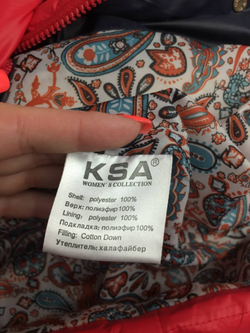 KSA®
WOMEN'S COLLECTION
Shell: polyester 100%
Верх: полиэфир 100%
Lining: polyester 100%
Подкладка: полиэфир 100%
Filling: Cotton Down
Утеплитель: халафайбер